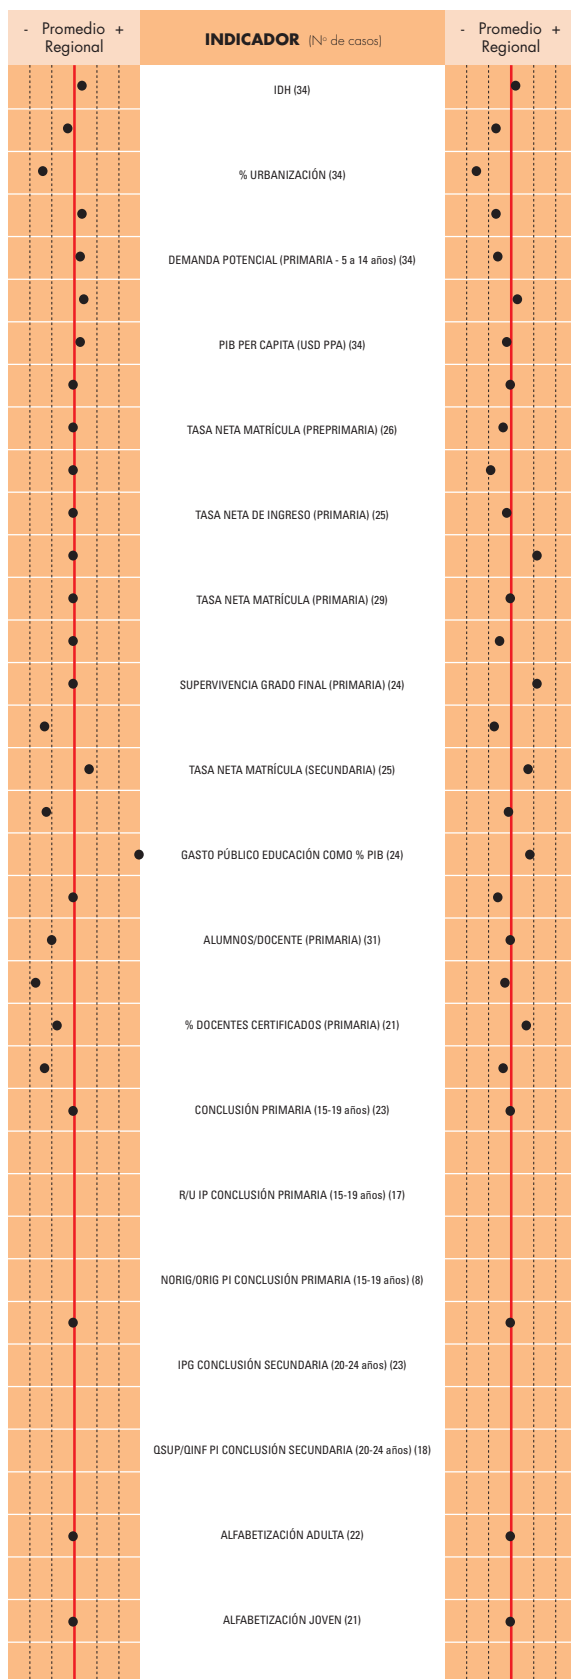 - Promedio +
Regional
INDICADOR (Nº de casos)
- Promedio +
Regional
IDH (34)
% URBANIZACIÓN (34)
DEMANDA POTENCIAL (PRIMARIA - 5 a 14 años) (34)
PIB PER CAPITA (USD PPA) (34)
TASA NETA MATRÍCULA (PREPRIMARIA) (26)
TASA NETA DE INGRESO (PRIMARIA) (25)
TASA NETA MATRÍCULA (PRIMARIA) (29)
SUPERVIVENCIA GRADO FINAL (PRIMARIA) (24)
TASA NETA MATRÍCULA (SECUNDARIA) (25)
GASTO PÚBLICO EDUCACIÓN COMO % PIB (24)
ALUMNOS/DOCENTE (PRIMARIA) (31)
% DOCENTES CERTIFICADOS (PRIMARIA) (21)
CONCLUSIÓN PRIMARIA (15-19 años) (23)
R/U IP CONCLUSIÓN PRIMARIA (15-19 años) (17)
NORIG/ORIG PI CONCLUSIÓN PRIMARIA (15-19 años) (8)
IPG CONCLUSIÓN SECUNDARIA (20-24 años) (23)
QSUP/QINF PI CONCLUSIÓN SECUNDARIA (20-24 años) (18)
ALFABETIZACIÓN ADULTA (22)
ALFABETIZACIÓN JOVEN (21)